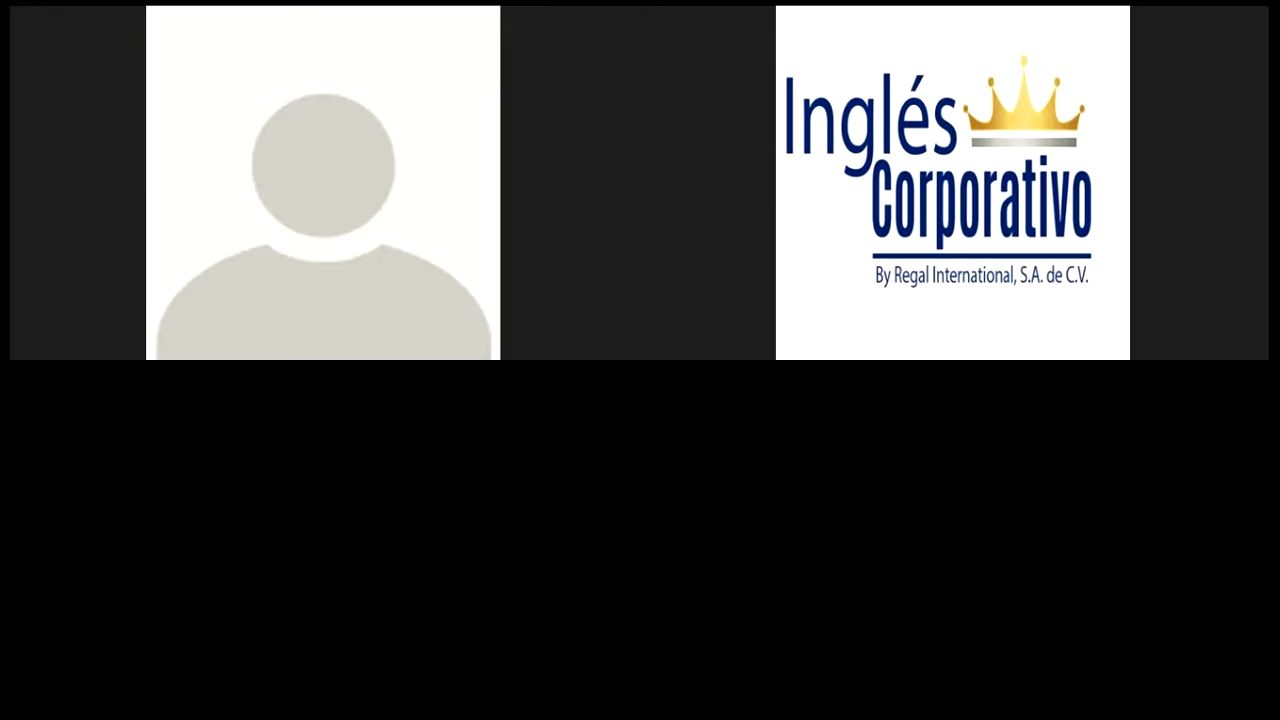 Inglés
Corporativo
By Regal International, S.A. de C.V.